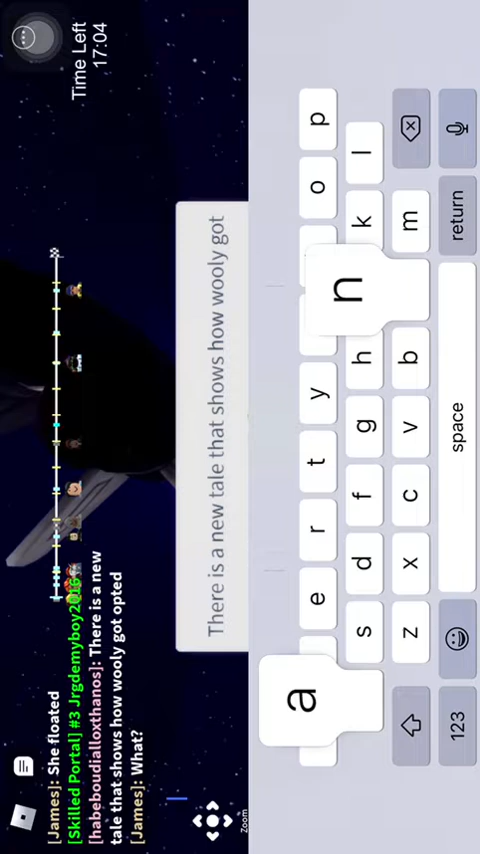 Time Left
17:04
[James]: She floated
[Skilled Portal] #3 Jrgdemyboy2016
[habeboudialloxthanos]: There is a new
tale that shows how wooly got opted
[James]: What?
Zoom
There is a new tale that shows how wooly got
e r t y o p
a s d f g h k l
z x c v b n m
123 space return